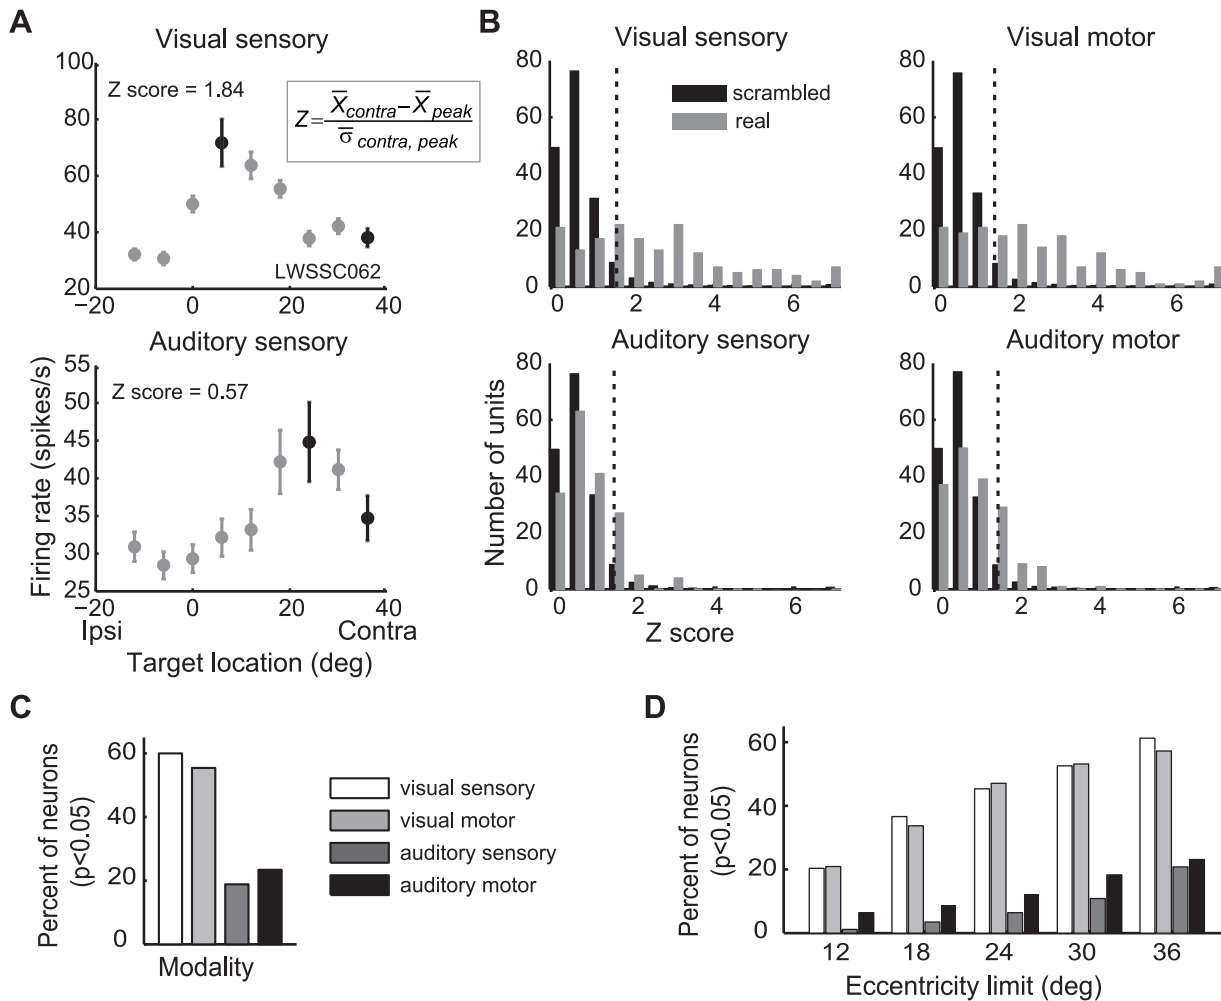 A
Visual sensory
100
80
60
40
20
−20
0
20
40
Z score = 1.84
Z = X̅contra − X̅peak / σ̅ contra, peak
LWSSC062
Auditory sensory
55
50
45
40
35
30
25
−20
0
20
40
Z score = 0.57
Firing rate (spikes/s)
Ipsi
Contra
Target location (deg)
B
Visual sensory
80
60
40
20
0
0
2
4
6
scrambled
real
Visual motor
80
60
40
20
0
0
2
4
6
Auditory sensory
80
60
40
20
0
0
2
4
6
Number of units
Z score
Auditory motor
80
60
40
20
0
0
2
4
6
C
Percent of neurons
(p<0.05)
60
40
20
0
Modality
visual sensory
visual motor
auditory sensory
auditory motor
D
Percent of neurons
(p<0.05)
60
40
20
0
12
18
24
30
36
Eccentricity limit (deg)